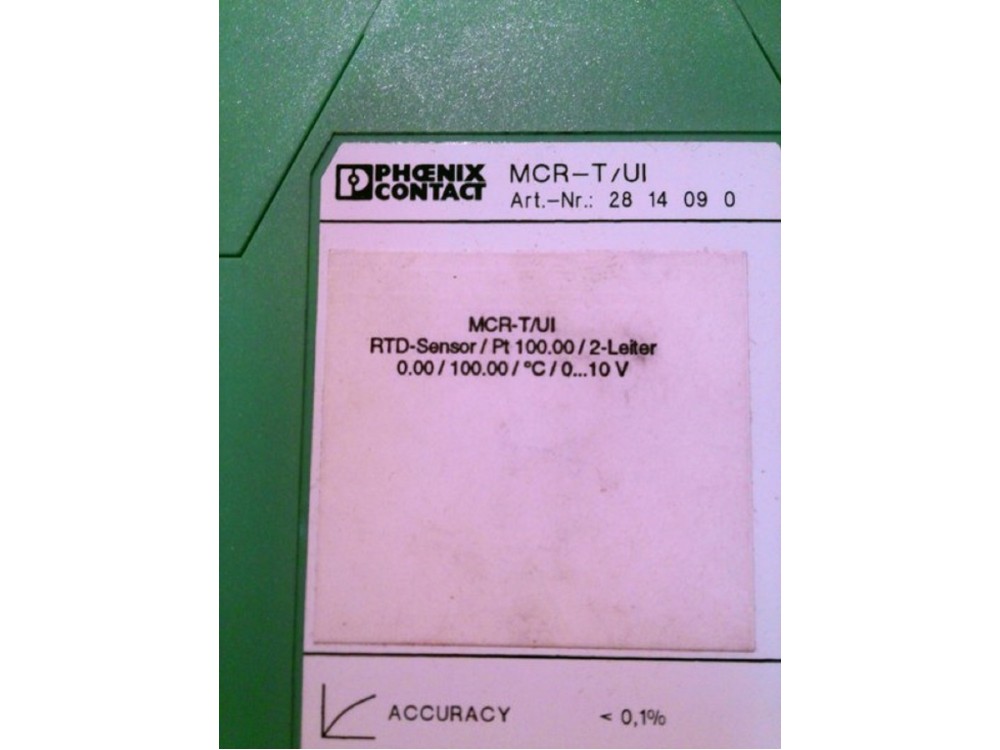 PHŒNIX
CONTACT
MCR–T/UI
Art.–Nr.: 28 14 09 0
MCR-T/UI
RTD-Sensor / Pt 100.00 / 2-Leiter
0.00 / 100.00 / °C / 0...10 V
ACCURACY < 0,1%